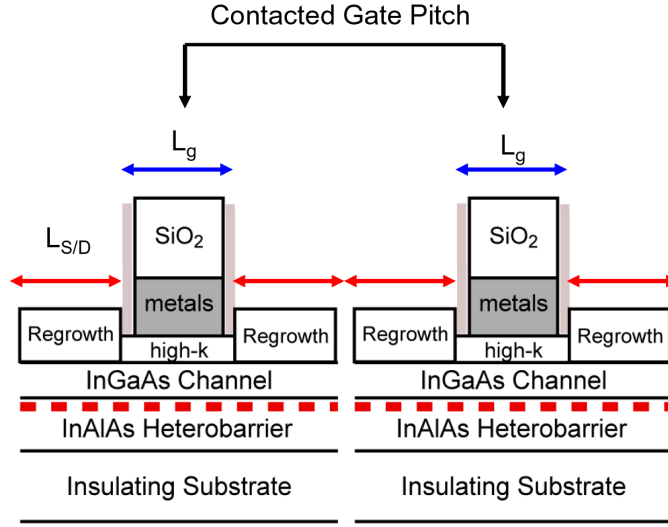 Contacted Gate Pitch
Lg Lg
SiO2 SiO2
LS/D
metals metals
Regrowth Regrowth Regrowth Regrowth
high-k high-k
InGaAs Channel InGaAs Channel
InAlAs Heterobarrier InAlAs Heterobarrier
Insulating Substrate Insulating Substrate